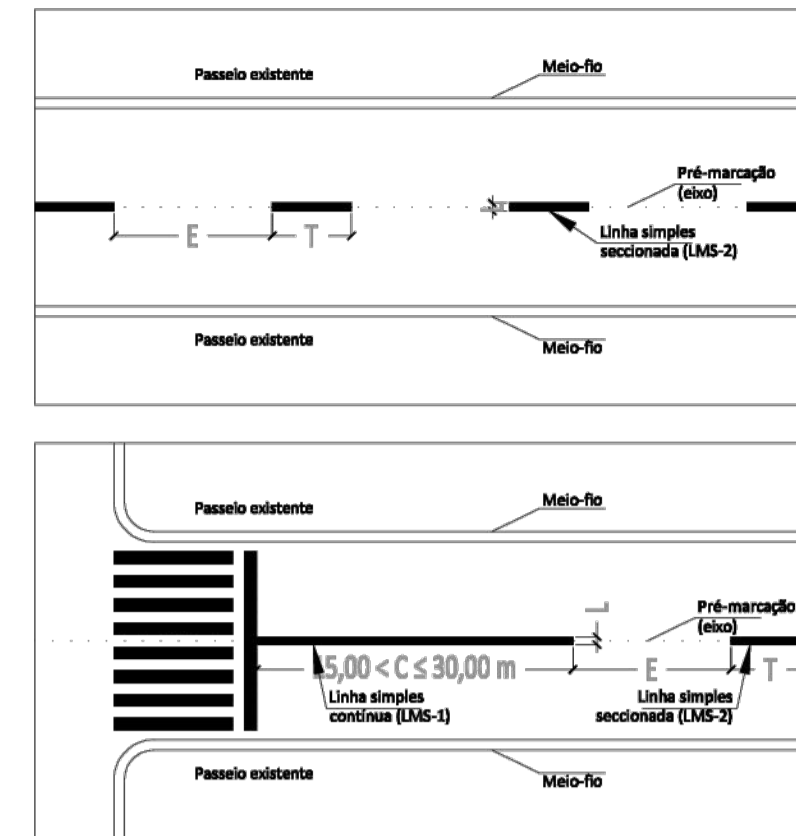 Passeio existente
Meio-fio
Pré-marcação
(eixo)
E
T
L
Linha simples
seccionada (LMS-2)
Passeio existente
Meio-fio
Passeio existente
Meio-fio
L
Pré-marcação
(eixo)
5,00 < C ≤ 30,00 m
E
T
Linha simples
contínua (LMS-1)
Linha simples
seccionada (LMS-2)
Passeio existente
Meio-fio